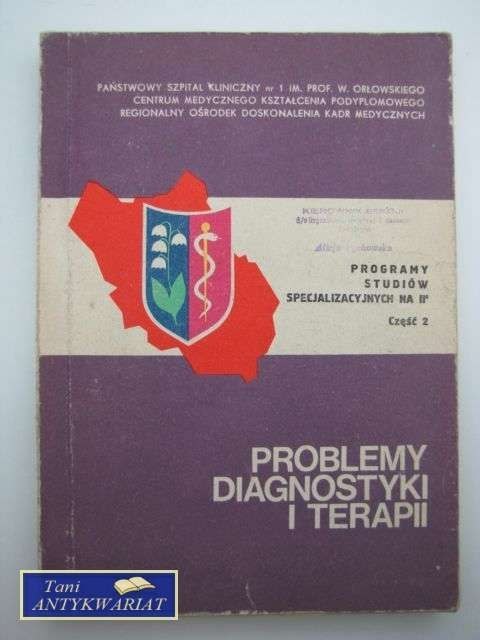 PAŃSTWOWY SZPITAL KLINICZNY nr 1 IM. PROF. W. ORŁOWSKIEGO
CENTRUM MEDYCZNEGO KSZTAŁCENIA PODYPLOMOWEGO
REGIONALNY OŚRODEK DOSKONALENIA KADR MEDYCZNYCH
PROGRAMY
STUDIÓW
SPECJALIZACYJNYCH NA II°
Część 2
PROBLEMY
DIAGNOSTYKI
I TERAPII
Tani
ANTYKWARIAT